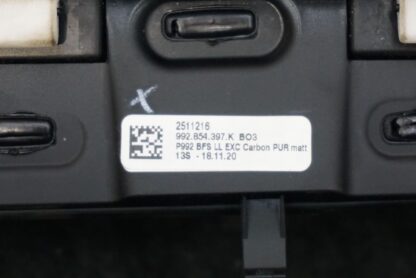 X
2511216
992.854.397.K BO3
P992 BFS LL EXC Carbon PUR matt
13S - 18.11.20